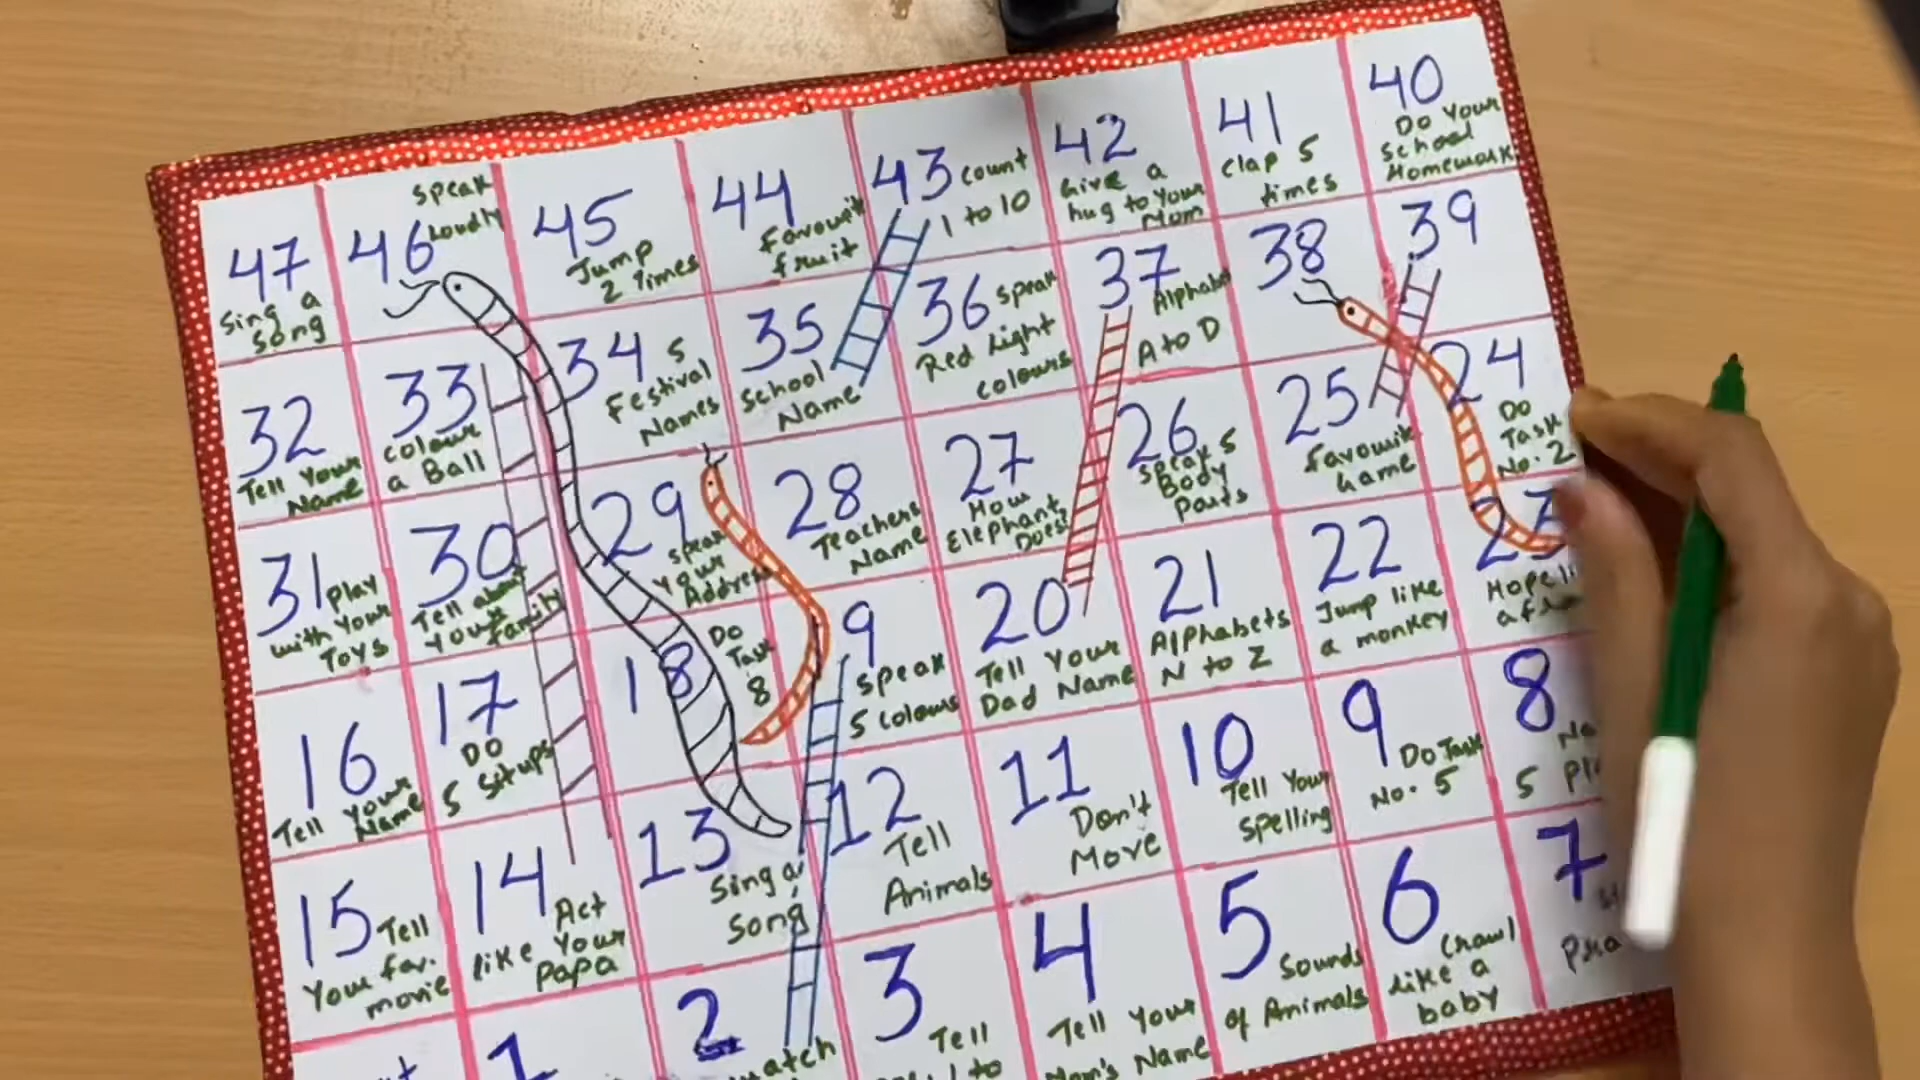 47
Sing a
Song
46
speak
Loudly
45
Jump
2 times
44
favourit
fruit
43 count
1 to 10
42
Give a
hug to Your
Mom
41
clap 5
times
40
Do Your
School
Homework
32
Tell Your
Name
33
colour
a Ball
34 5
Festival
Names
35
School
Name
36 speak
Red Light
colours
37
Alphabet
A to D
38
39
31 play
with Your
Toys
30
Tell about
Your family
29
speak
Your
Address
28
Teachers
Name
27
How
Elephant
Does
26
speak 5
Body
Parts
25
favourit
Game
24
Do
Task
No. 2
16
Tell Your
Name
17
DO
5 Situps
18
DO
Task
8
9
speak
5 colours
20
Tell Your
Dad Name
21
Alphabets
N to Z
22
Jump like
a monkey
23
Hope li
a
15 Tell
Your fav.
movie
14 Act
like Your
Papa
13
Sing a
Song
12
Tell
Animals
11
Don't
Move
10
Tell Your
Spelling
9
Do Task
No. 5
8
5
1
2
3
Tell
to
4
Tell Your
Mom's Name
5
Sounds
of Animals
6
Crawl
like a
baby
7